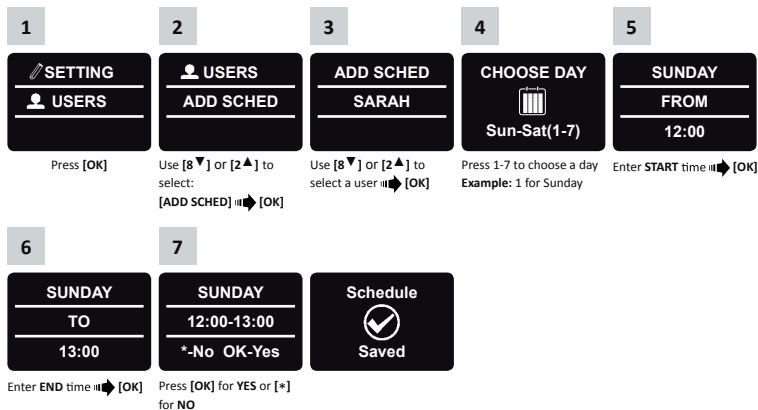 1
SETTING
USERS
Press [OK]
2
USERS
ADD SCHED
Use [8▼] or [2▲] to
select:
[ADD SCHED] [OK]
3
ADD SCHED
SARAH
Use [8▼] or [2▲] to
select a user [OK]
4
CHOOSE DAY
Sun-Sat(1-7)
Press 1-7 to choose a day
Example: 1 for Sunday
5
SUNDAY
FROM
12:00
Enter START time [OK]
6
SUNDAY
TO
13:00
Enter END time [OK]
7
SUNDAY
12:00-13:00
*-No OK-Yes
Press [OK] for YES or [*]
for NO
Schedule
Saved